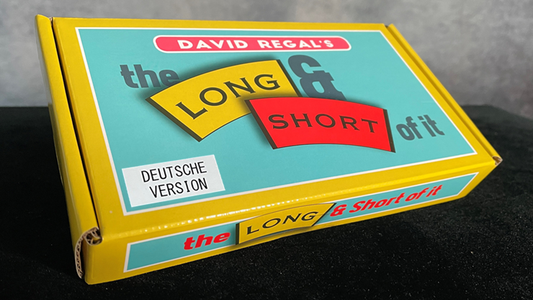 DAVID REGAL'S
the LONG &
SHORT of it
DEUTSCHE
VERSION
the LONG & Short of it